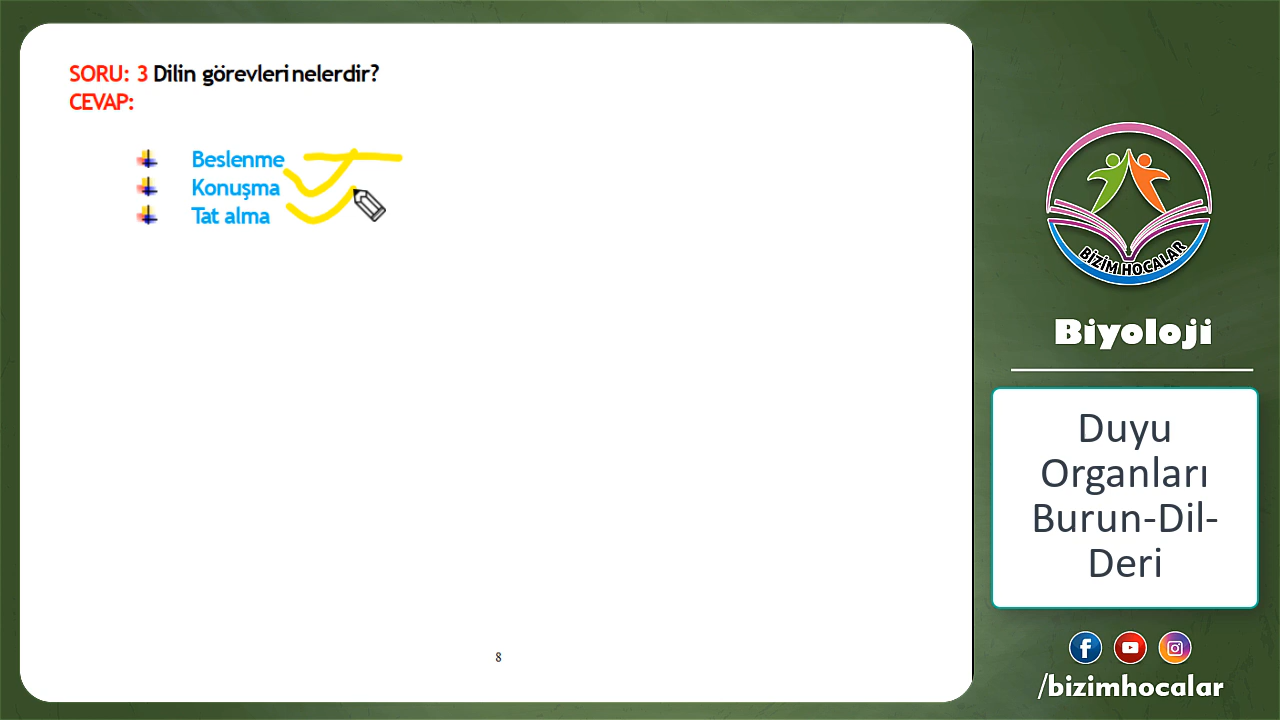 SORU: 3 Dilin görevleri nelerdir?
CEVAP:
Beslenme
Konuşma
Tat alma
8
BİZİM HOCALAR
Biyoloji
Duyu
Organları
Burun-Dil-
Deri
/bizimhocalar